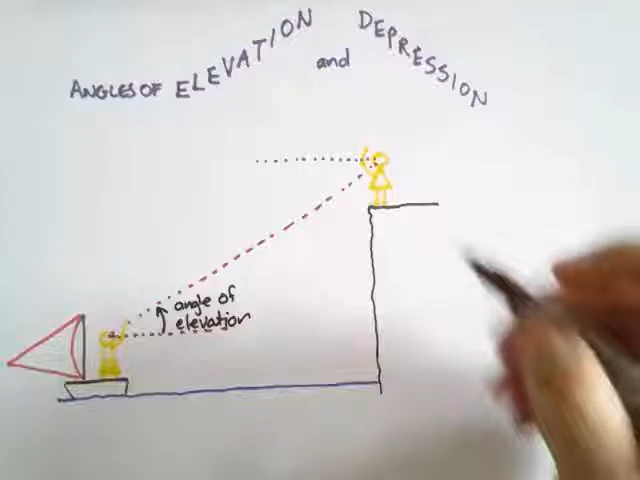 ANGLES OF ELEVATION
and
DEPRESSION
angle of
elevation